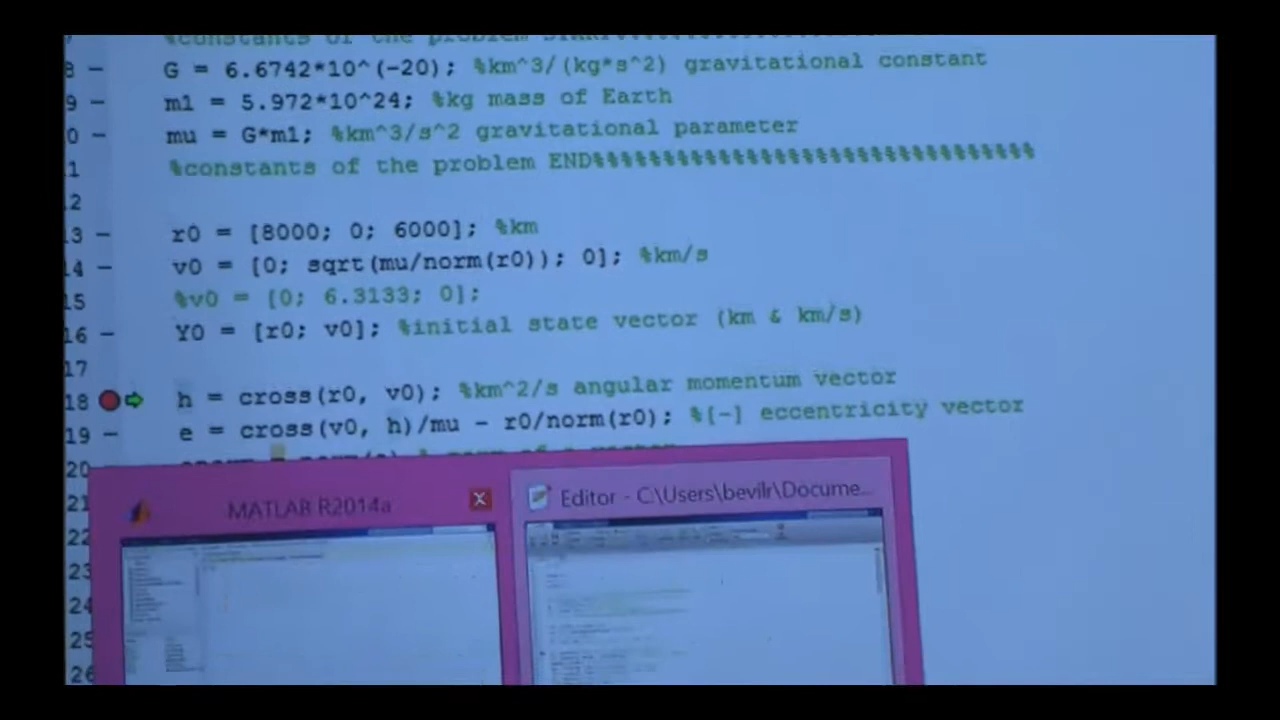 %constants of the problem START%%%%%%%%%%%%%%%%%%
8 - G = 6.6742*10^(-20); %km^3/(kg*s^2) gravitational constant
9 - m1 = 5.972*10^24; %kg mass of Earth
0 - mu = G*m1; %km^3/s^2 gravitational parameter
1 %constants of the problem END%%%%%%%%%%%%%%%%%%%%%%%%%%%%%%%%
12
13 - r0 = [8000; 0; 6000]; %km
14 - v0 = [0; sqrt(mu/norm(r0)); 0]; %km/s
15 %v0 = [0; 6.3133; 0];
16 - Y0 = [r0; v0]; %initial state vector (km & km/s)
17
18 h = cross(r0, v0); %km^2/s angular momentum vector
19 - e = cross(v0, h)/mu - r0/norm(r0); %[-] eccentricity vector
20
21
22
23
24
25
26
MATLAB R2014a
Editor - C:\Users\bevilr\Docume...